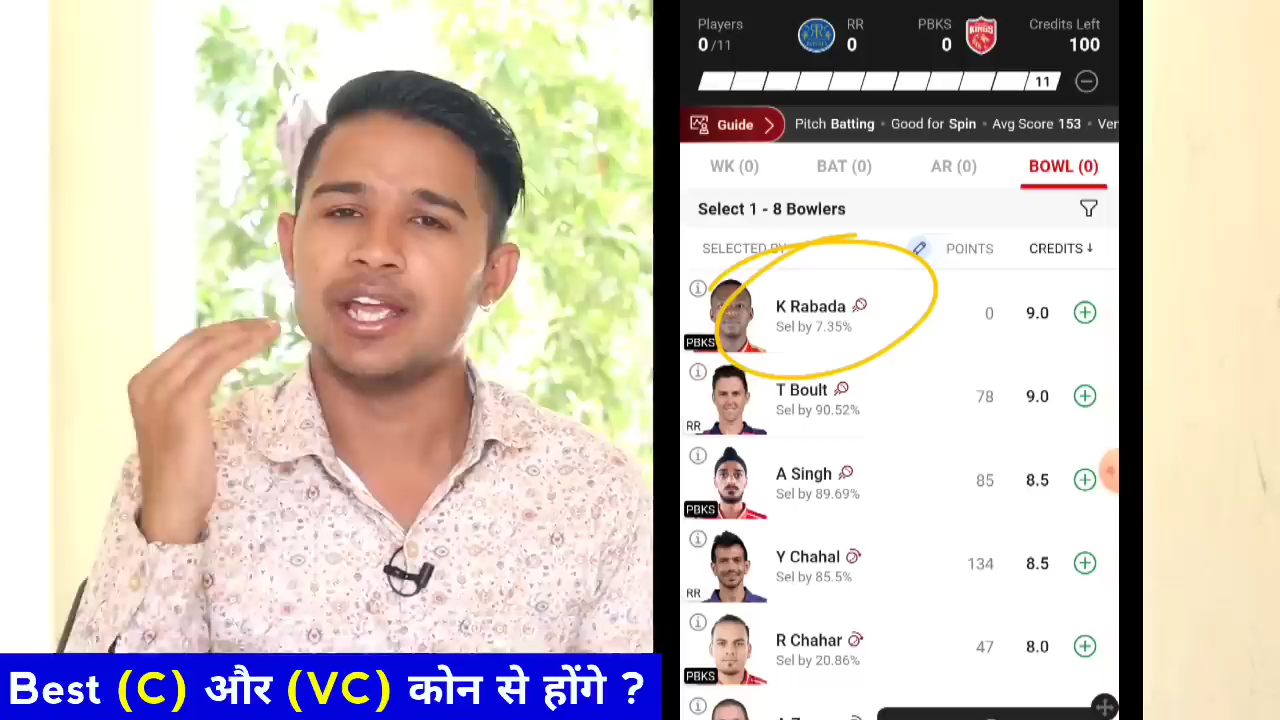 Players
0/11
RR
0
PBKS
0
Credits Left
100
11
Guide
Pitch Batting • Good for Spin • Avg Score 153 • Ver
WK (0)
BAT (0)
AR (0)
BOWL (0)
Select 1 - 8 Bowlers
SELECTED BY
POINTS
CREDITS↓
K Rabada
Sel by 7.35%
PBKS
0
9.0
T Boult
Sel by 90.52%
RR
78
9.0
A Singh
Sel by 89.69%
PBKS
85
8.5
Y Chahal
Sel by 85.5%
RR
134
8.5
R Chahar
Sel by 20.86%
PBKS
47
8.0
Best (C) और (VC) कोन से होंगे ?